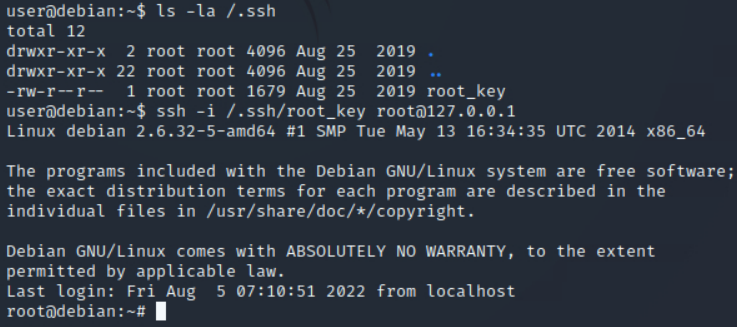 user@debian:~$ ls -la /.ssh
total 12
drwxr-xr-x  2 root root 4096 Aug 25  2019 .
drwxr-xr-x 22 root root 4096 Aug 25  2019 ..
-rw-r--r--  1 root root 1679 Aug 25  2019 root_key
user@debian:~$ ssh -i /.ssh/root_key root@127.0.0.1
Linux debian 2.6.32-5-amd64 #1 SMP Tue May 13 16:34:35 UTC 2014 x86_64

The programs included with the Debian GNU/Linux system are free software;
the exact distribution terms for each program are described in the
individual files in /usr/share/doc/*/copyright.

Debian GNU/Linux comes with ABSOLUTELY NO WARRANTY, to the extent
permitted by applicable law.
Last login: Fri Aug  5 07:10:51 2022 from localhost
root@debian:~#